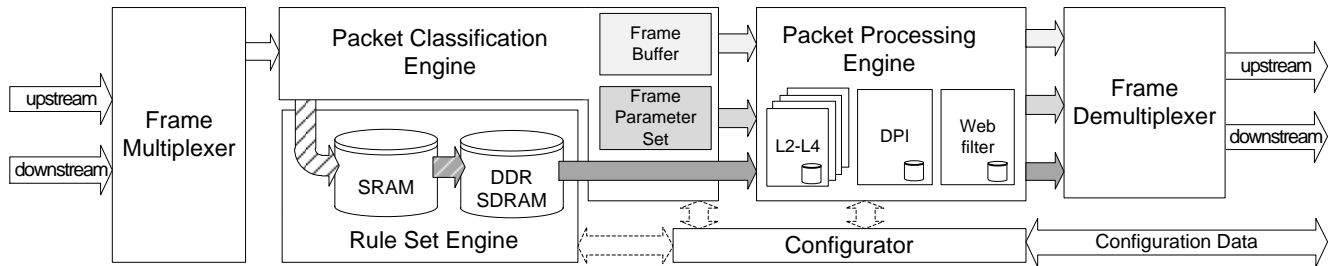 upstream
downstream
Frame
Multiplexer
Packet Classification
Engine
Frame
Buffer
Frame
Parameter
Set
SRAM
DDR
SDRAM
Rule Set Engine
Packet Processing
Engine
L2-L4
DPI
Web
filter
Configurator
Frame
Demultiplexer
upstream
downstream
Configuration Data